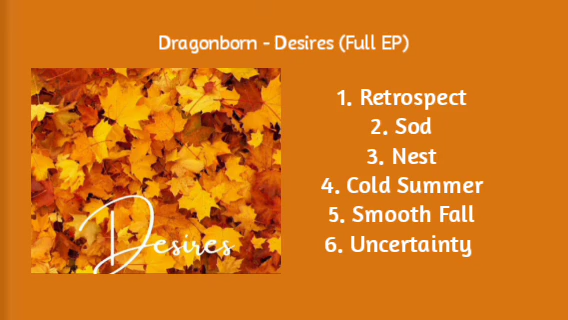 Dragonborn - Desires (Full EP)
Desires
1. Retrospect
2. Sod
3. Nest
4. Cold Summer
5. Smooth Fall
6. Uncertainty